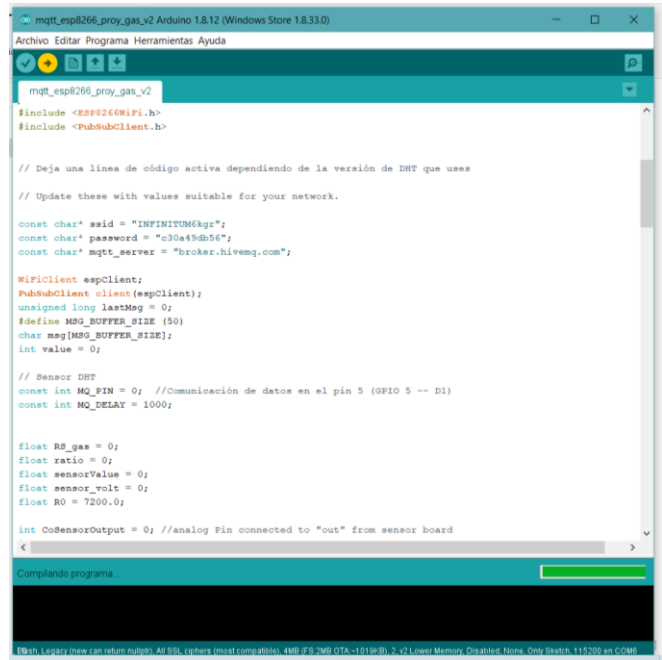 mqtt_esp8266_proy_gas_v2 Arduino 1.8.12 (Windows Store 1.8.33.0)
Archivo Editar Programa Herramientas Ayuda
mqtt_esp8266_proy_gas_v2
#include <ESP8266WiFi.h>
#include <PubSubClient.h>
// Deja una línea de código activa dependiendo de la versión de DHT que uses
// Update these with values suitable for your network.
const char* ssid = "INFINITUM6kgr";
const char* password = "c30a49db56";
const char* mqtt_server = "broker.hivemq.com";
WiFiClient espClient;
PubSubClient client(espClient);
unsigned long lastMsg = 0;
#define MSG_BUFFER_SIZE (50)
char msg[MSG_BUFFER_SIZE];
int value = 0;
// Sensor DHT
const int MQ_PIN = 0; //Comunicación de datos en el pin 5 (GPIO 5 -- D1)
const int MQ_DELAY = 1000;
float RS_gas = 0;
float ratio = 0;
float sensorValue = 0;
float sensor_volt = 0;
float R0 = 7200.0;
int CoSensorOutput = 0; //analog Pin connected to "out" from sensor board
Compilando programa...
Flash, Legacy (new can return nullptr), All SSL ciphers (most compatible), 4MB (FS:2MB OTA:~1019KB), 2, v2 Lower Memory, Disabled, None, Only Sketch, 115200 en COM6